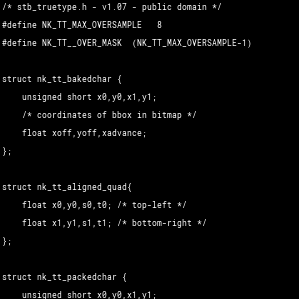 /* stb_truetype.h - v1.07 - public domain */
#define NK_TT_MAX_OVERSAMPLE   8
#define NK_TT__OVER_MASK  (NK_TT_MAX_OVERSAMPLE-1)

struct nk_tt_bakedchar {
    unsigned short x0,y0,x1,y1;
    /* coordinates of bbox in bitmap */
    float xoff,yoff,xadvance;
};

struct nk_tt_aligned_quad{
    float x0,y0,s0,t0; /* top-left */
    float x1,y1,s1,t1; /* bottom-right */
};

struct nk_tt_packedchar {
    unsigned short x0,y0,x1,y1;